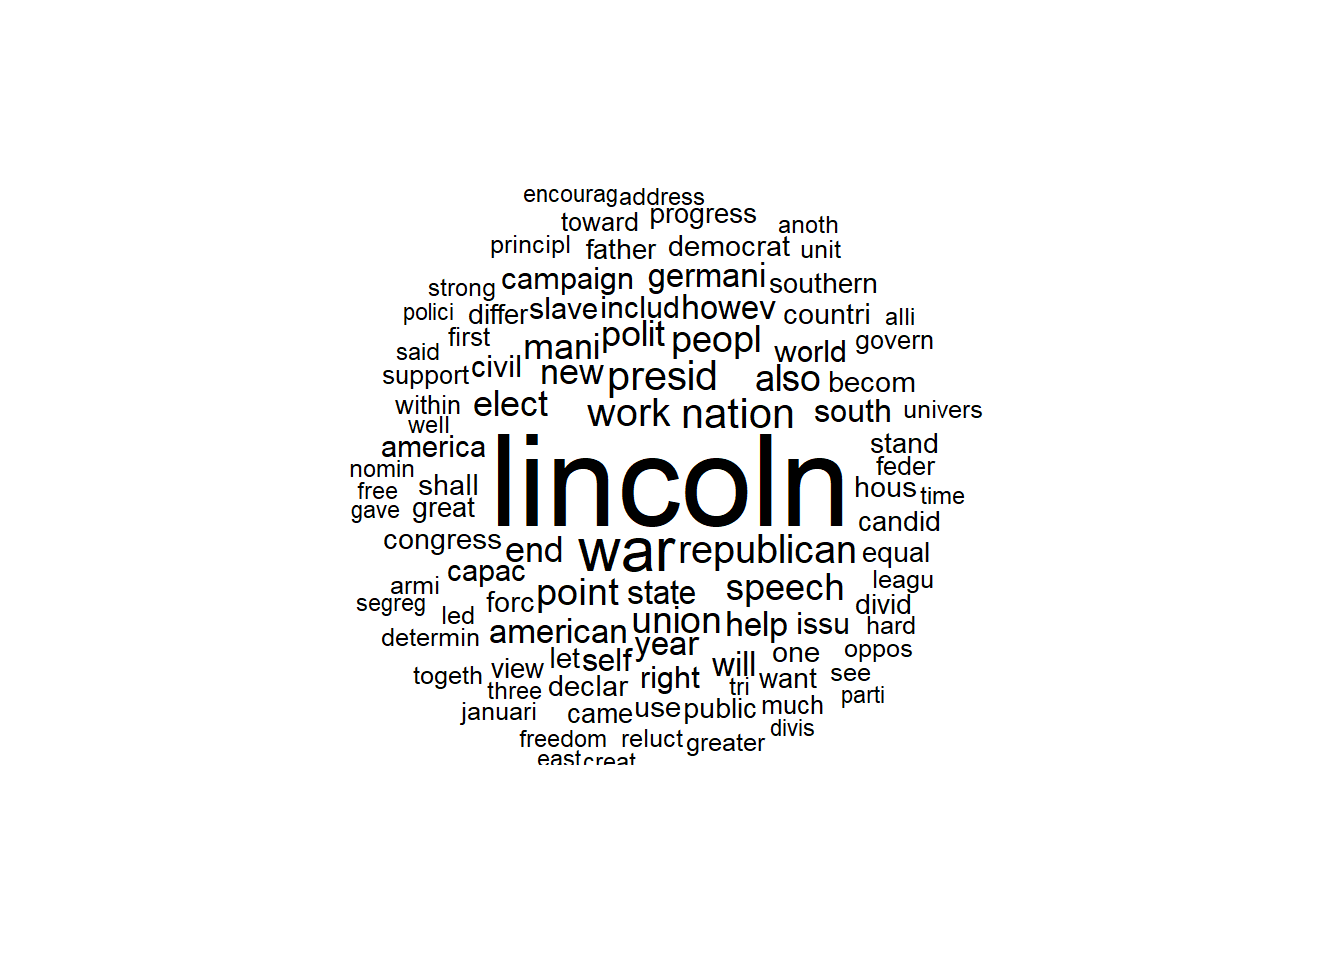 encourag address
toward progress anoth
principl father democrat unit
strong campaign germani southern
polici differ slave includ howev countri alli
first mani polit peopl world govern
said support civil new presid also becom
within elect work nation south univers
well
america lincoln stand
nomin feder
free shall hous time
gave great candid
congress end war republican equal
armi capac leagu
segreg led forc point state speech divid
determin american union help issu hard
year
togeth view let self will one oppos
three declar right tri want see
januari came use public much parti
freedom reluct greater divis
east creat